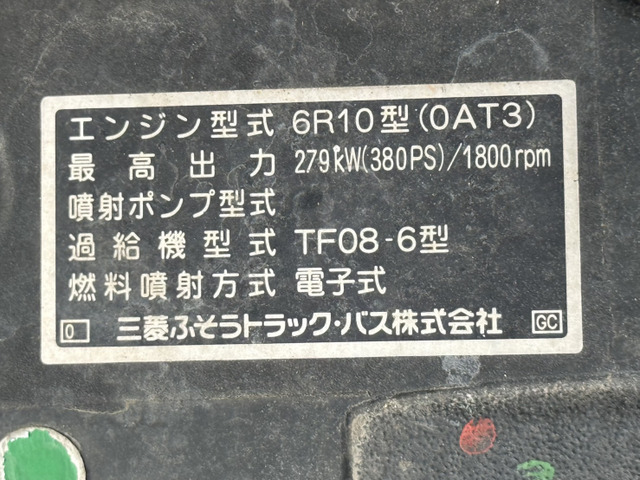 エンジン型式 6R10型(0AT3)
最高出力 279kW(380PS)/1800rpm
噴射ポンプ型式
過給機型式 TF08-6型
燃料噴射方式 電子式
0 三菱ふそうトラック・バス株式会社 GC